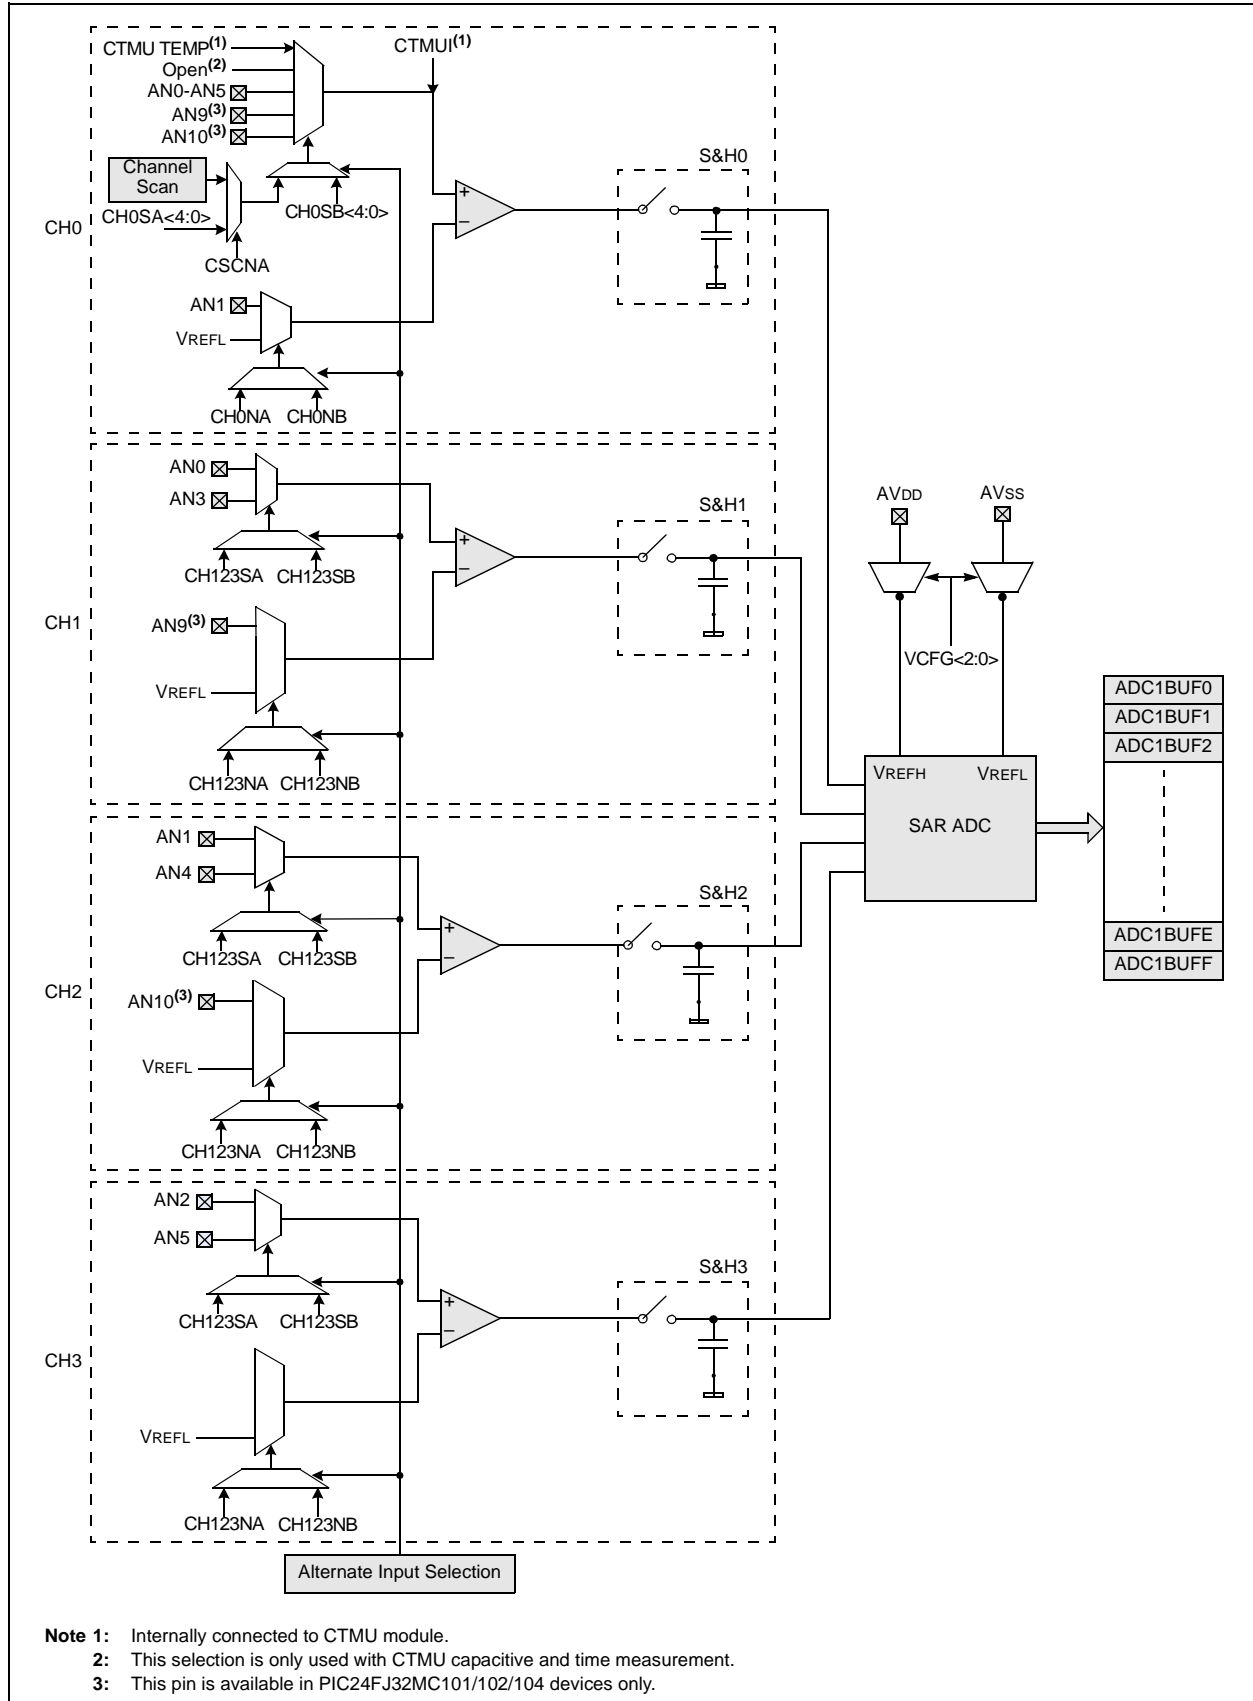 CTMU TEMP(1)
CTMUI(1)
Open(2)
AN0-AN5
AN9(3)
AN10(3)
Channel
Scan
S&H0
CH0SA<4:0>
CH0SB<4:0>
+
–
CH0
CSCNA
AN1
VREFL
CH0NA CH0NB
AN0
AN3
S&H1
AVDD
AVSS
CH123SA CH123SB
+
–
CH1
AN9(3)
VREFL
VCFG<2:0>
CH123NA CH123NB
ADC1BUF0
ADC1BUF1
ADC1BUF2
VREFH VREFL
SAR ADC
ADC1BUFE
ADC1BUFF
AN1
AN4
S&H2
CH123SA CH123SB
+
–
CH2
AN10(3)
VREFL
CH123NA CH123NB
AN2
AN5
S&H3
CH123SA CH123SB
+
–
CH3
VREFL
CH123NA CH123NB
Alternate Input Selection
Note 1: Internally connected to CTMU module.
2: This selection is only used with CTMU capacitive and time measurement.
3: This pin is available in PIC24FJ32MC101/102/104 devices only.